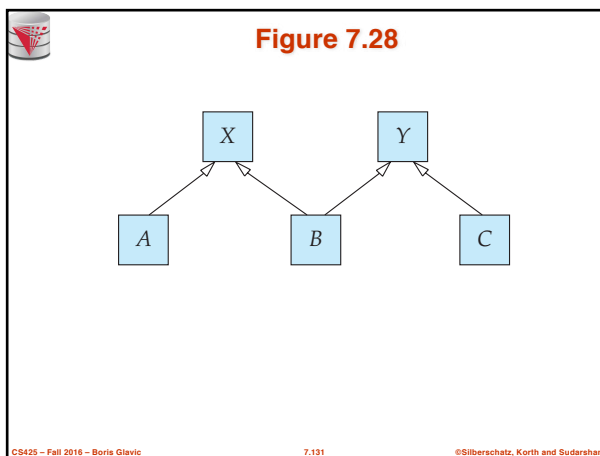 Figure 7.28
X Y
A B C
CS425 – Fall 2016 – Boris Glavic 7.131 ©Silberschatz, Korth and Sudarshan